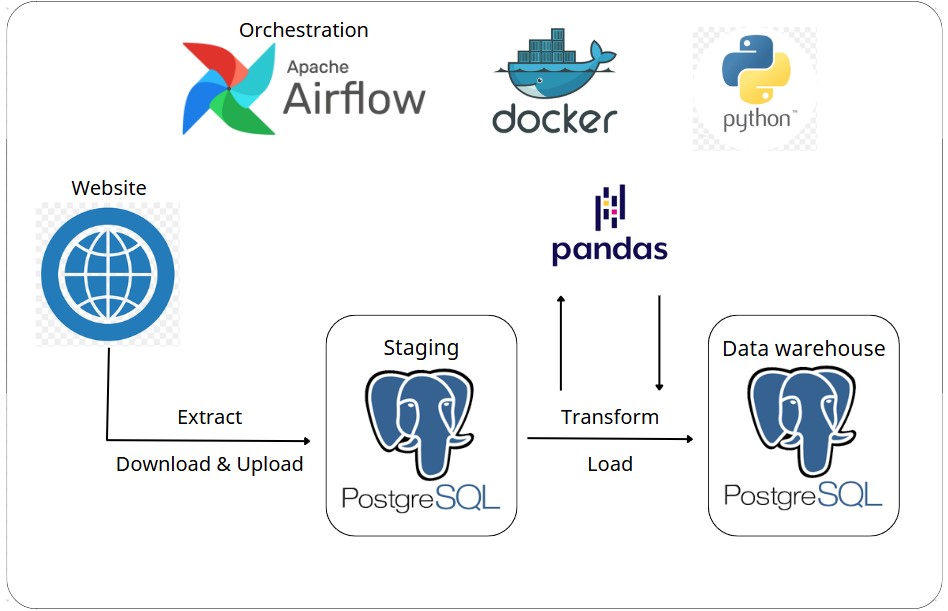 Orchestration
Apache
Airflow
docker
python™
Website
pandas
Staging
Data warehouse
Extract
Transform
Download & Upload
Load
PostgreSQL
PostgreSQL